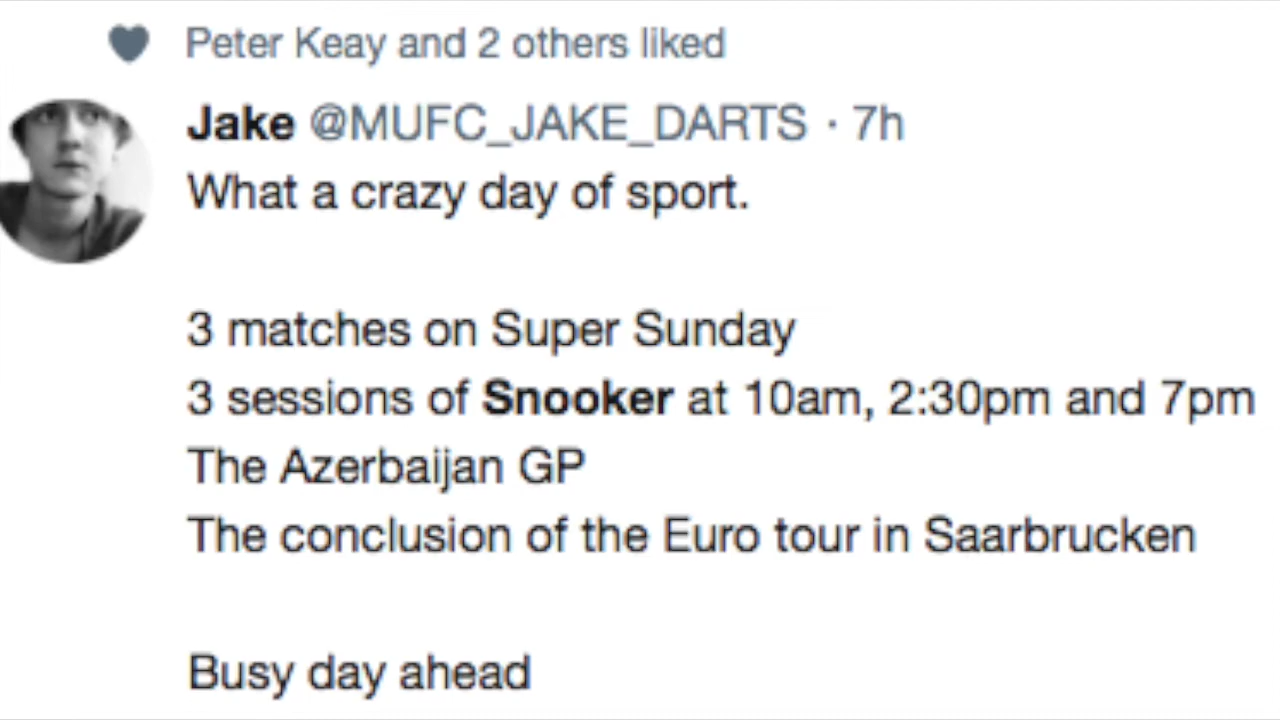 Peter Keay and 2 others liked
Jake @MUFC_JAKE_DARTS · 7h
What a crazy day of sport.
3 matches on Super Sunday
3 sessions of Snooker at 10am, 2:30pm and 7pm
The Azerbaijan GP
The conclusion of the Euro tour in Saarbrucken
Busy day ahead